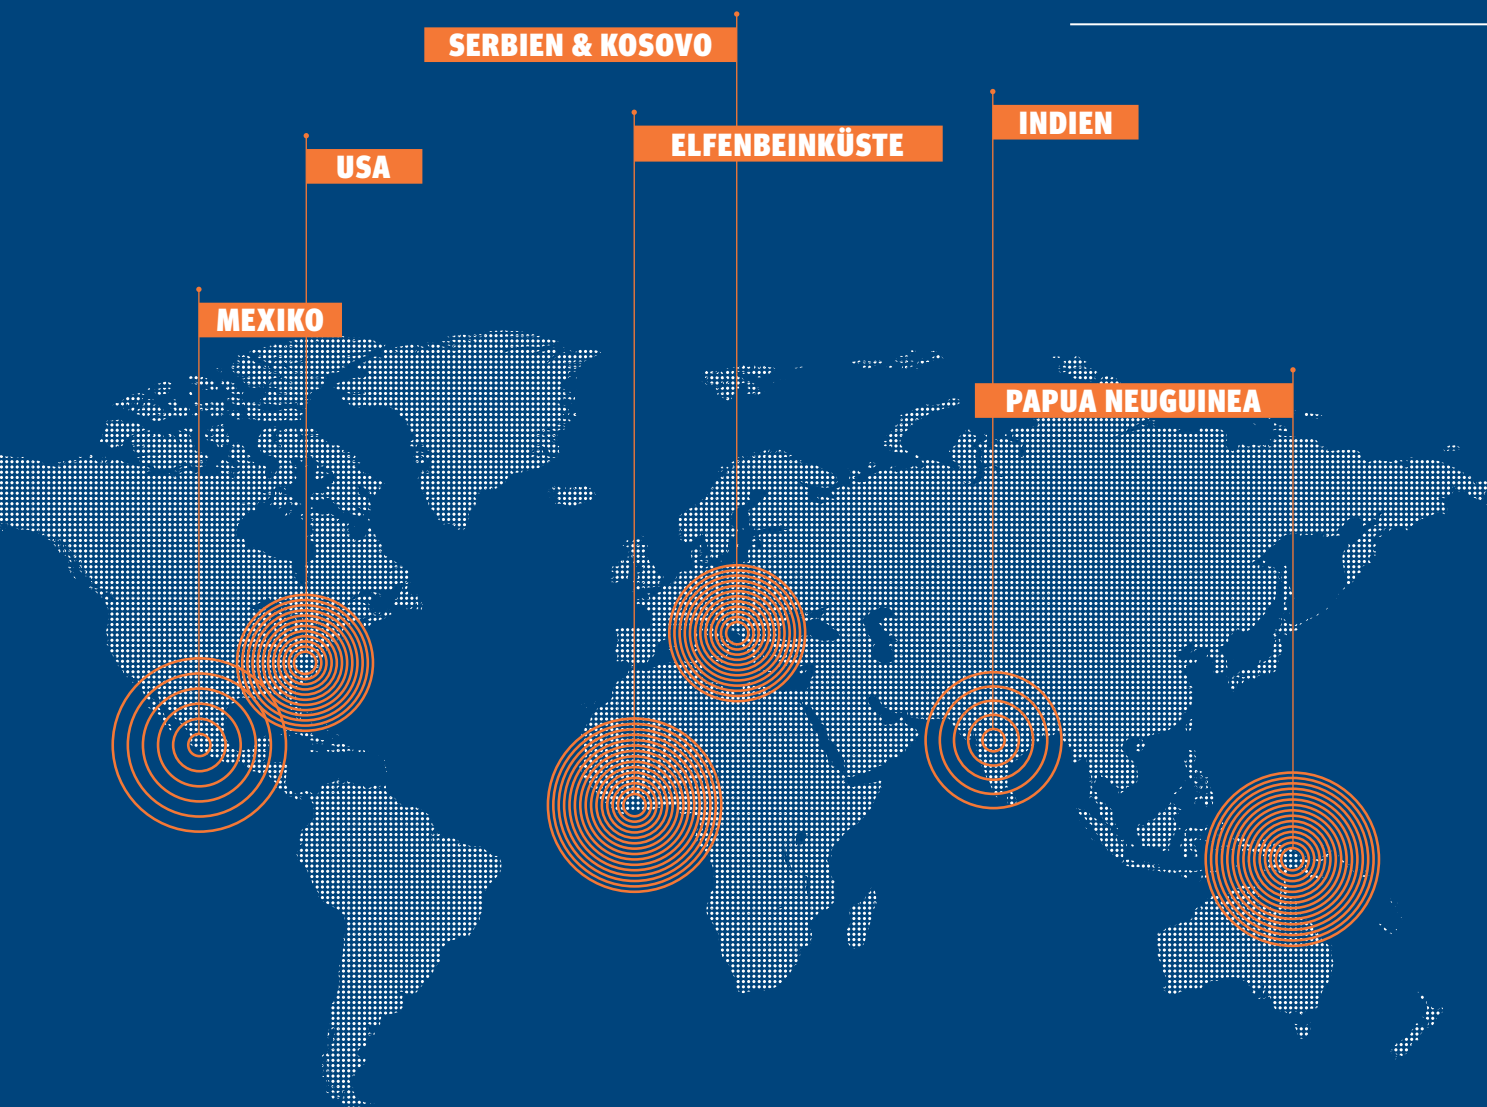 SERBIEN & KOSOVO
INDIEN
ELFENBEINKÜSTE
USA
MEXIKO
PAPUA NEUGUINEA